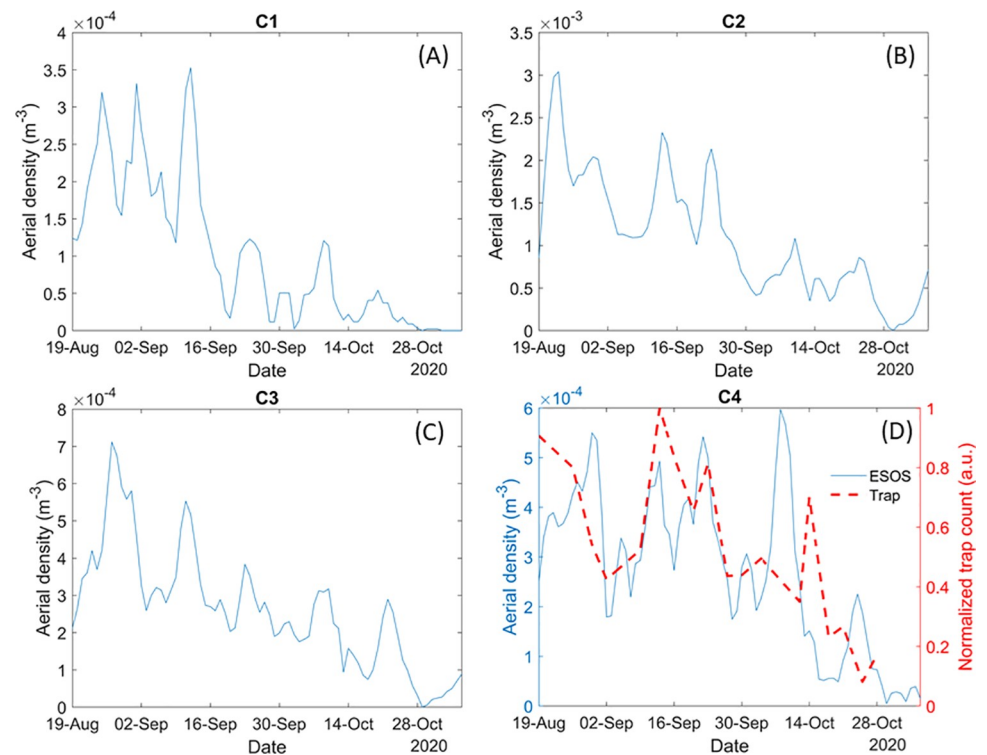 C1
×10⁻⁴
(A)
Aerial density (m⁻³)
4
3.5
3
2.5
2
1.5
1
0.5
0
19-Aug 02-Sep 16-Sep 30-Sep 14-Oct 28-Oct
Date 2020
C2
×10⁻³
(B)
Aerial density (m⁻³)
3.5
3
2.5
2
1.5
1
0.5
0
19-Aug 02-Sep 16-Sep 30-Sep 14-Oct 28-Oct
Date 2020
C3
×10⁻⁴
(C)
Aerial density (m⁻³)
8
7
6
5
4
3
2
1
0
19-Aug 02-Sep 16-Sep 30-Sep 14-Oct 28-Oct
Date 2020
C4
×10⁻⁴
(D)
Aerial density (m⁻³)
6
5
4
3
2
1
0
ESOS
Trap
1
0.8
0.6
0.4
0.2
0
Normalized trap count (a.u.)
19-Aug 02-Sep 16-Sep 30-Sep 14-Oct 28-Oct
Date 2020